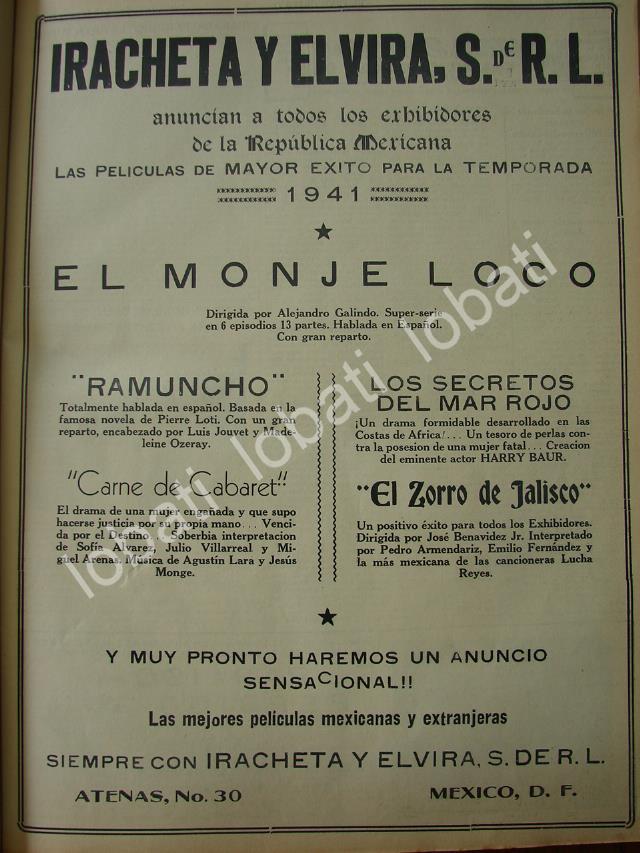 IRACHETA Y ELVIRA, S. DE R. L.
anuncian a todos los exhibidores
de la República Mexicana
LAS PELICULAS DE MAYOR EXITO PARA LA TEMPORADA
1941
EL MONJE LOCO
Dirigida por Alejandro Galindo. Super-serie
en 6 episodios 13 partes. Hablada en Español.
Con gran reparto.
"RAMUNCHO"
Totalmente hablada en español. Basada en la
famosa novela de Pierre Loti. Con un gran
reparto, encabezado por Luis Jouvet y Made-
leine Ozeray.
"Carne de Cabaret"
El drama de una mujer engañada y que supo
hacerse justicia por su propia mano... Venci-
da por el Destino... Soberbia interpretacion
de Sofía Alvarez, Julio Villarreal y Mi-
guel Arenas. Música de Agustín Lara y Jesús
Monge.
LOS SECRETOS
DEL MAR ROJO
¡Un drama formidable desarrollado en las
Costas de Africa!... Un tesoro de perlas con-
tra la posesion de una mujer fatal... Creacion
del eminente actor HARRY BAUR.
"El Zorro de Jalisco"
Un positivo éxito para todos los Exhibidores.
Dirigida por José Benavidez Jr. Interpretado
por Pedro Armendariz, Emilio Fernández y
la más mexicana de las cancioneras Lucha
Reyes.
Y MUY PRONTO HAREMOS UN ANUNCIO
SENSACIONAL!!
Las mejores películas mexicanas y extranjeras
SIEMPRE CON IRACHETA Y ELVIRA, S. DE R. L.
ATENAS, No. 30 MEXICO, D. F.
lobati lobati lobati lobati